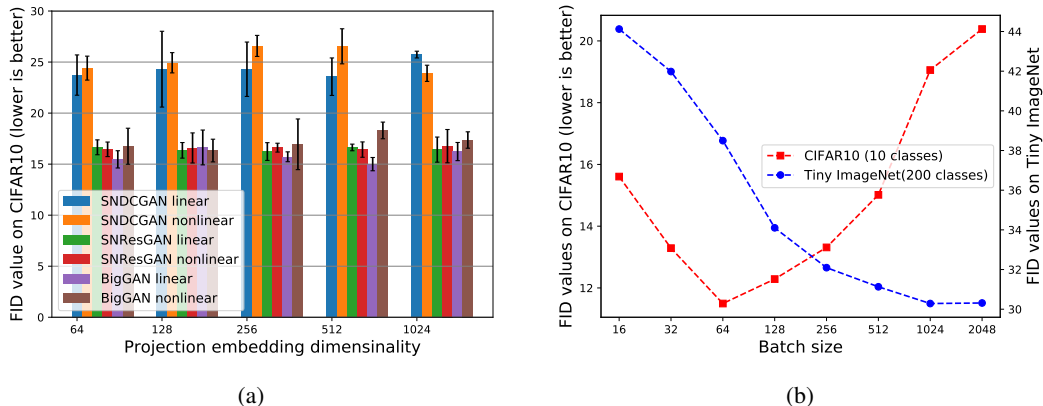 FID value on CIFAR10 (lower is better)
30
25
20
15
10
5
0
SNDCGAN linear
SNDCGAN nonlinear
SNResGAN linear
SNResGAN nonlinear
BigGAN linear
BigGAN nonlinear
64 128 256 512 1024
Projection embedding dimensinality
(a)
FID values on CIFAR10 (lower is better)
20
18
16
14
12
CIFAR10 (10 classes)
Tiny ImageNet(200 classes)
16 32 64 128 256 512 1024 2048
Batch size
44
42
40
38
36
34
32
30
FID values on Tiny ImageNet
(b)